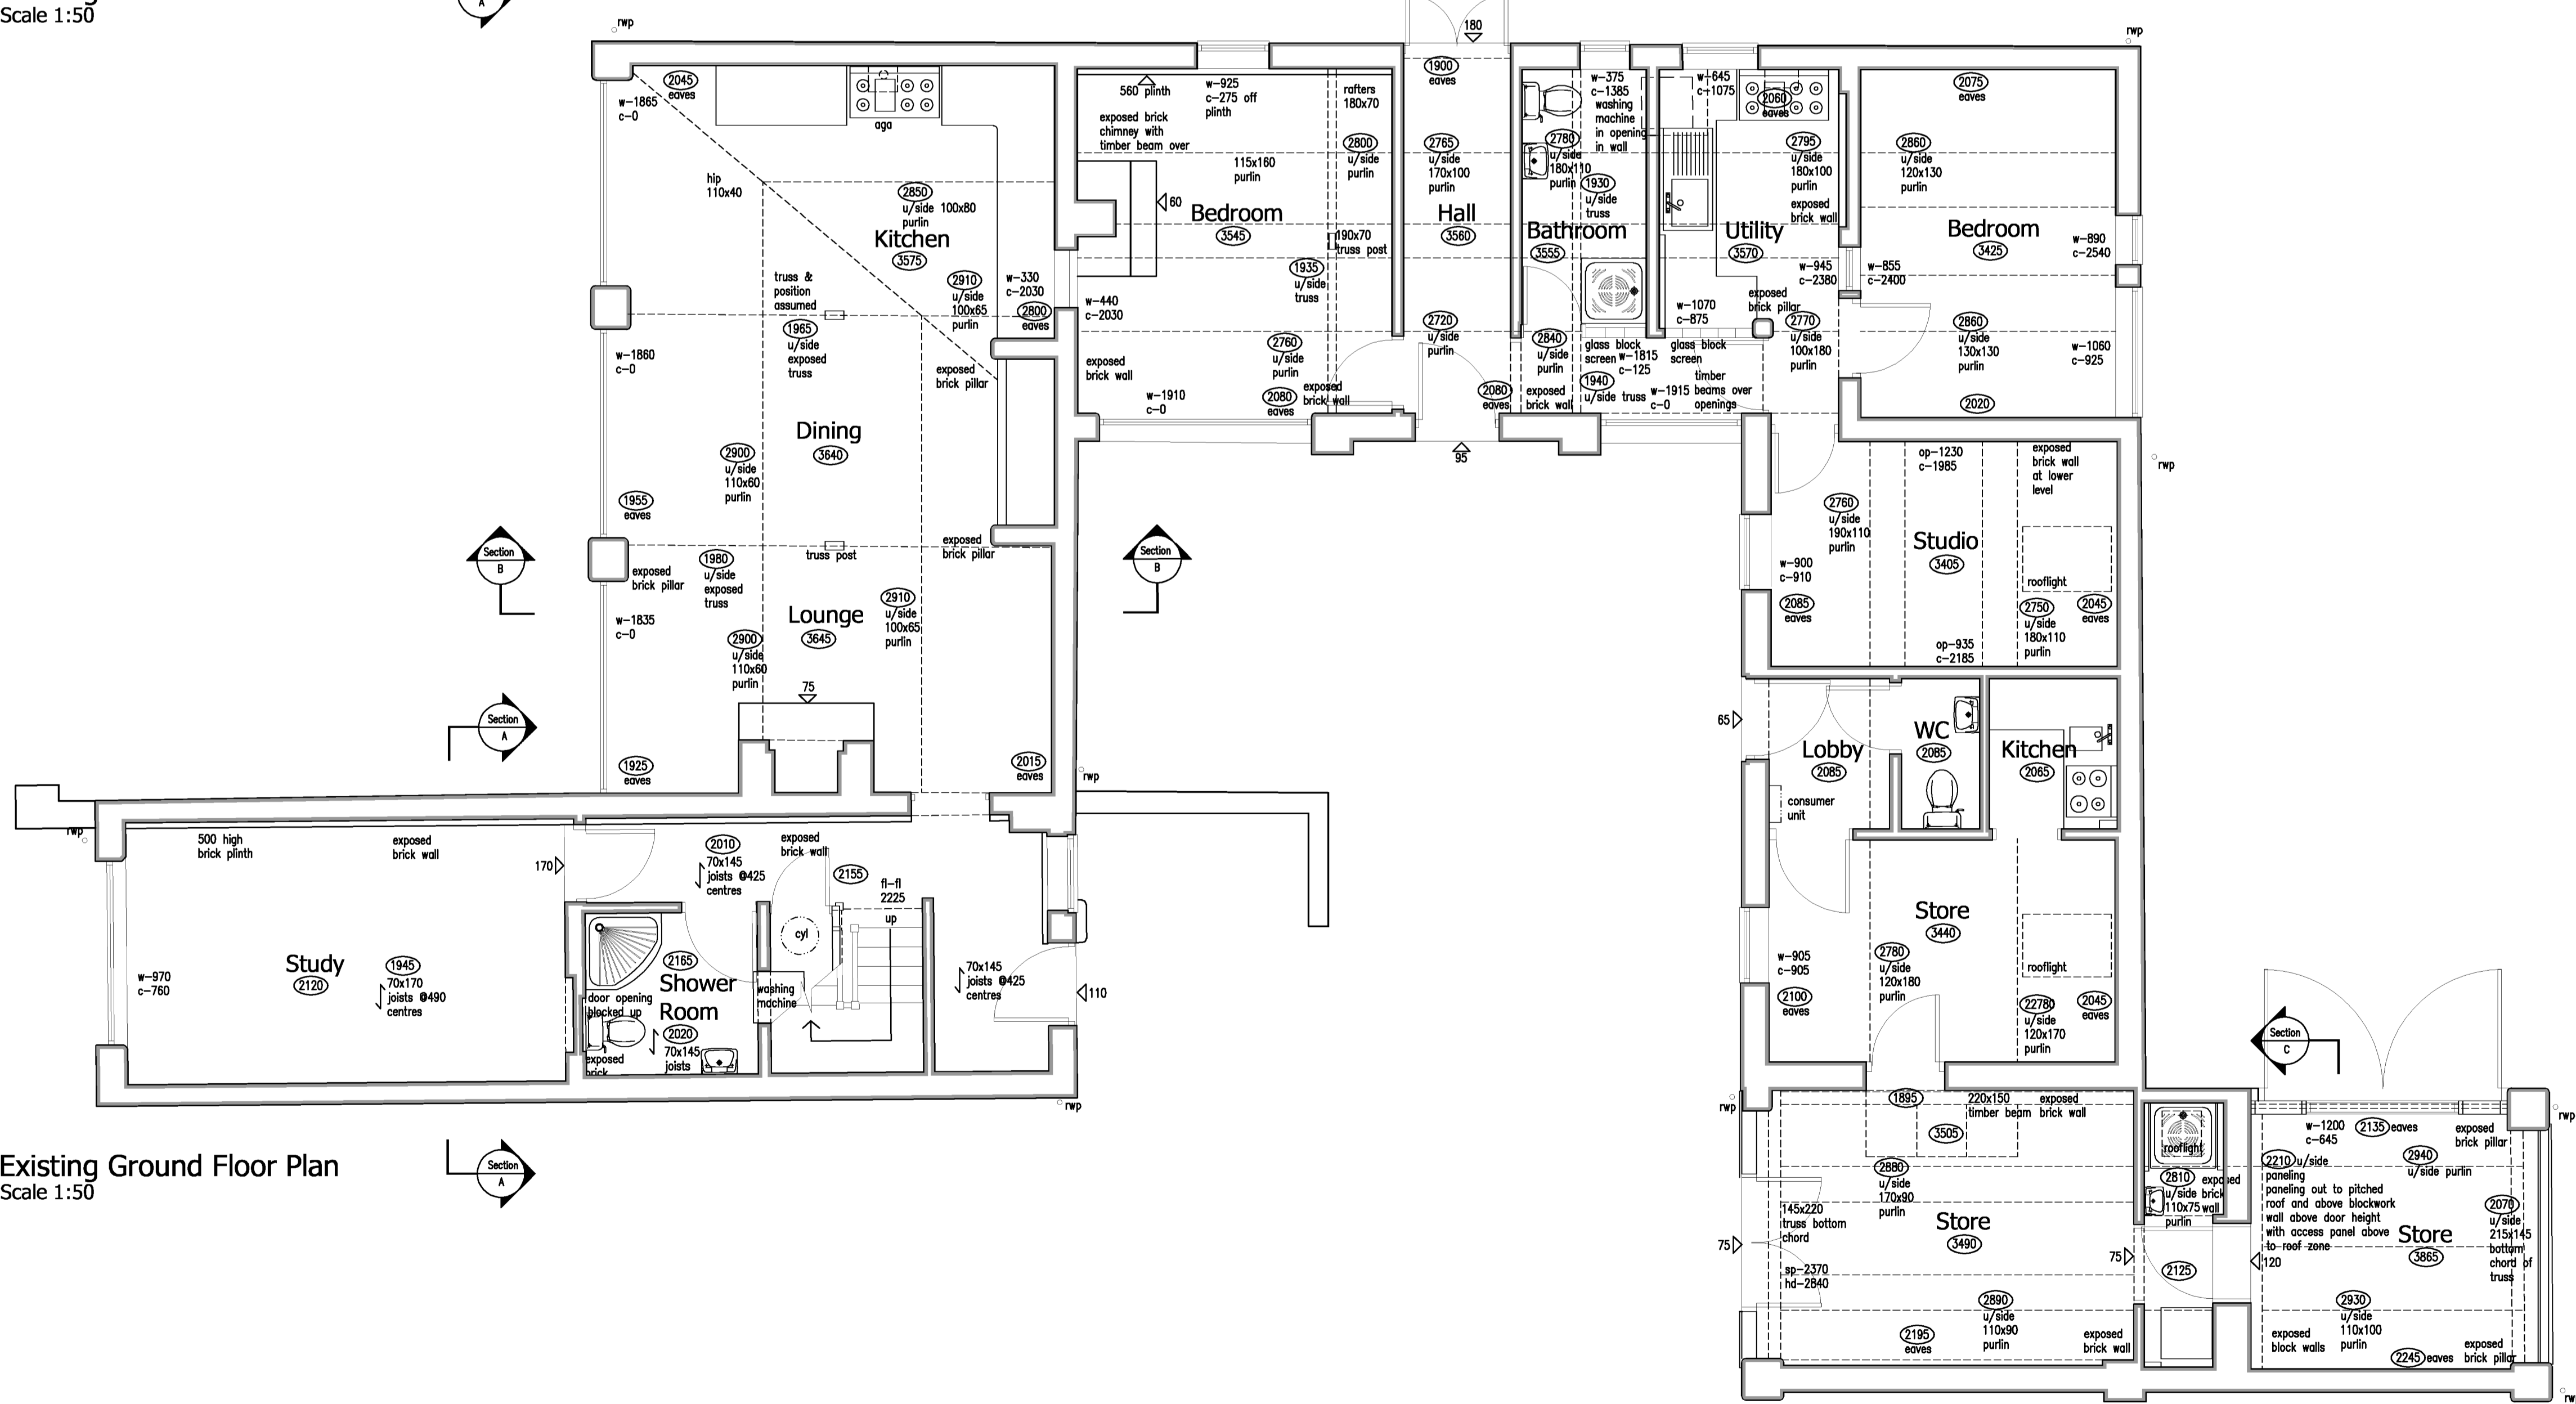 Scale 1:50
A
rwp
180
rwp
2045
eaves
w-1865
c-0
aga
hip
110x40
2850
u/side 100x80
purlin
Kitchen
3575
truss &
position
assumed
2910
u/side
100x65
purlin
w-330
c-2030
2800
eaves
1965
u/side
exposed
truss
w-1860
c-0
exposed
brick pillar
Dining
3640
2900
u/side
110x60
purlin
1955
eaves
truss post
exposed
brick pillar
exposed
brick pillar
1980
u/side
exposed
truss
w-1835
c-0
Lounge
3645
2910
u/side
100x65
purlin
2900
u/side
110x60
purlin
75
1925
eaves
2015
eaves
rwp
560 plinth
w-925
c-275 off
plinth
exposed brick
chimney with
timber beam over
115x160
purlin
rafters
180x70
2800
u/side
purlin
60
Bedroom
3545
190x70
truss post
1935
u/side
truss
w-440
c-2030
2760
u/side
purlin
exposed
brick wall
w-1910
c-0
2080
eaves
exposed
brick wall
1900
eaves
2765
u/side
170x100
purlin
Hall
3560
2720
u/side
purlin
2080
eaves
95
w-375
c-1385
washing
machine
in opening
in wall
2780
u/side
180x110
purlin
1930
u/side
truss
Bathroom
3555
2840
u/side
purlin
glass block
screen
w-1815
c-125
exposed
brick wall
1940
u/side truss
w-645
c-1075
2060
eaves
2795
u/side
180x100
purlin
exposed
brick wall
Utility
3570
w-945
c-2380
w-1070
c-875
exposed
brick pillar
glass block
screen
2770
u/side
100x180
purlin
timber
beams over
openings
w-1915
c-0
2075
eaves
2860
u/side
120x130
purlin
Bedroom
3425
w-890
c-2540
w-855
c-2400
2860
u/side
130x130
purlin
w-1060
c-925
2020
rwp
op-1230
c-1985
exposed
brick wall
at lower
level
2760
u/side
190x110
purlin
Studio
3405
w-900
c-910
rooflight
2085
eaves
2750
u/side
180x110
purlin
2045
eaves
op-935
c-2185
65
Lobby
2085
WC
2085
Kitchen
2065
consumer
unit
Store
3440
w-905
c-905
2780
u/side
120x180
purlin
rooflight
2100
eaves
22780
u/side
120x170
purlin
2045
eaves
rwp
1895
220x150
timber beam
exposed
brick wall
3505
2880
u/side
170x90
purlin
145x220
truss bottom
chord
Store
3490
75
sp-2370
hd-2840
2890
u/side
110x90
purlin
2195
eaves
exposed
brick wall
rooflight
2810
u/side
110x75
purlin
exposed
brick
wall
75
2125
120
w-1200
c-645
2135 eaves
exposed
brick pillar
2210 u/side
paneling
paneling out to pitched
roof and above blockwork
wall above door height
with access panel above
to roof zone
2940
u/side purlin
2070
u/side
215x145
bottom
chord of
truss
Store
3865
2930
u/side
110x100
purlin
exposed
block walls
2245 eaves
exposed
brick pillar
rwp
Section
B
Section
B
Section
A
Section
C
rwp
500 high
brick plinth
exposed
brick wall
170
2010
70x145
joists @425
centres
exposed
brick wall
2155
fl-fl
2225
up
cyl
Study
2120
w-970
c-760
1945
70x170
joists @490
centres
2165
Shower
Room
2020
70x145
joists
door opening
blocked up
exposed
brick
washing
machine
70x145
joists @425
centres
110
rwp
Existing Ground Floor Plan
Scale 1:50
Section
A